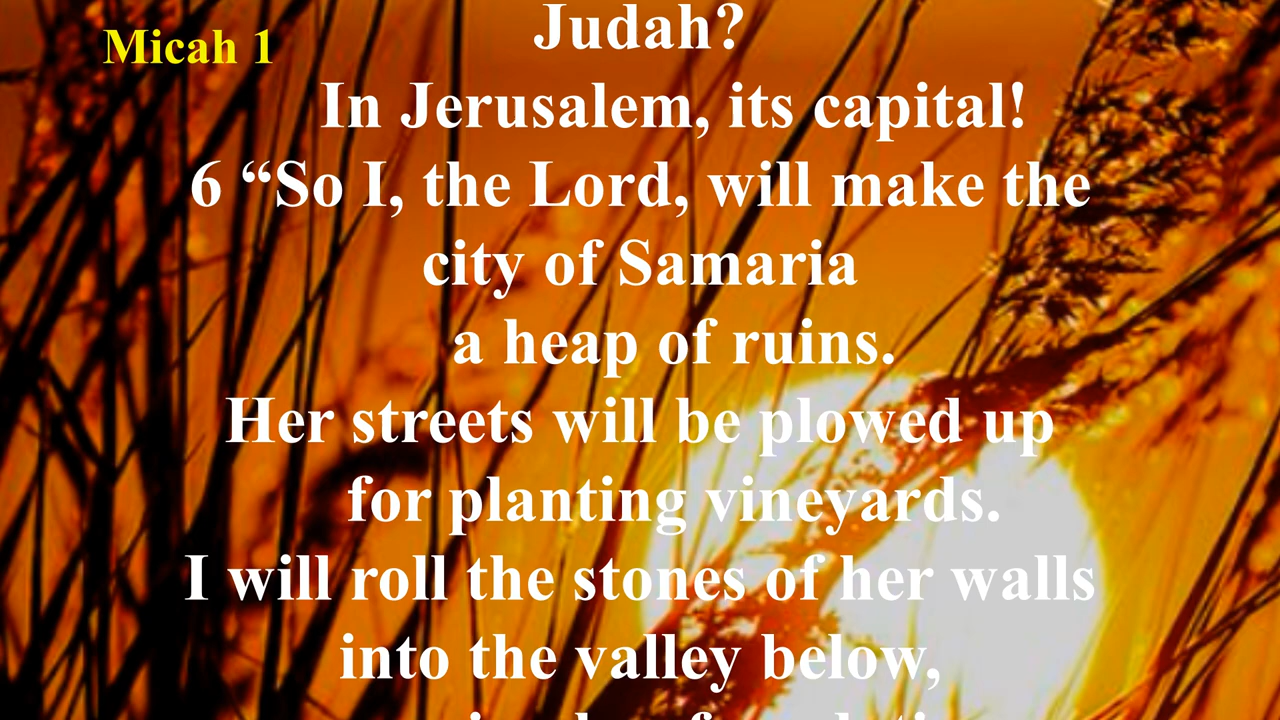 Micah 1
Judah?
In Jerusalem, its capital!
6 “So I, the Lord, will make the
city of Samaria
a heap of ruins.
Her streets will be plowed up
for planting vineyards.
I will roll the stones of her walls
into the valley below,